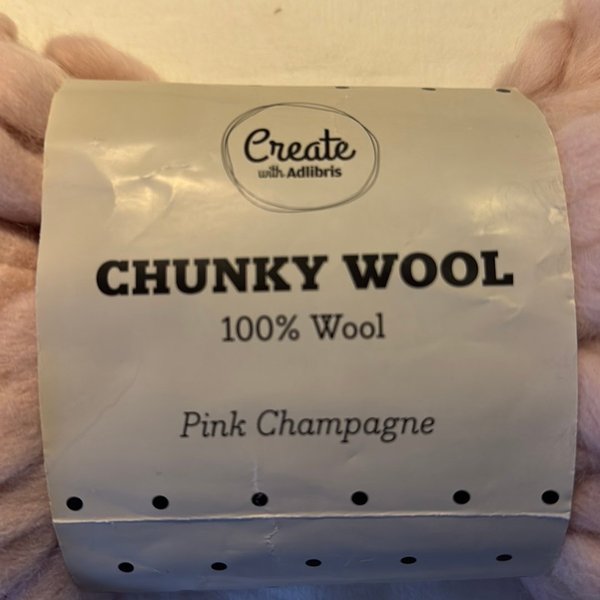 Create
with Adlibris
CHUNKY WOOL
100% Wool
Pink Champagne